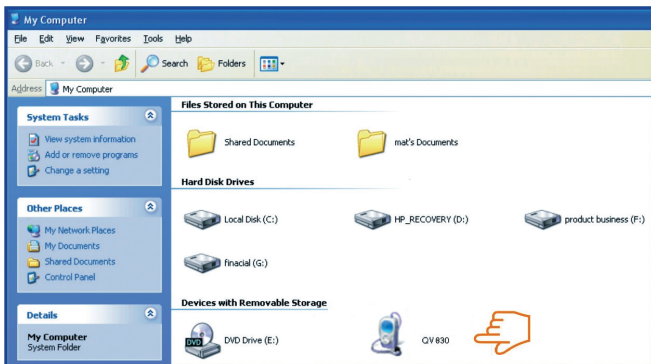 My Computer
File Edit View Favorites Tools Help
Back Search Folders
Address My Computer
System Tasks
View system information
Add or remove programs
Change a setting
Other Places
My Network Places
My Documents
Shared Documents
Control Panel
Details
My Computer
System Folder
Files Stored on This Computer
Shared Documents mat's Documents
Hard Disk Drives
Local Disk (C:) HP_RECOVERY (D:) product business (F:)
finacial (G:)
Devices with Removable Storage
DVD DVD Drive (E:) QV 830